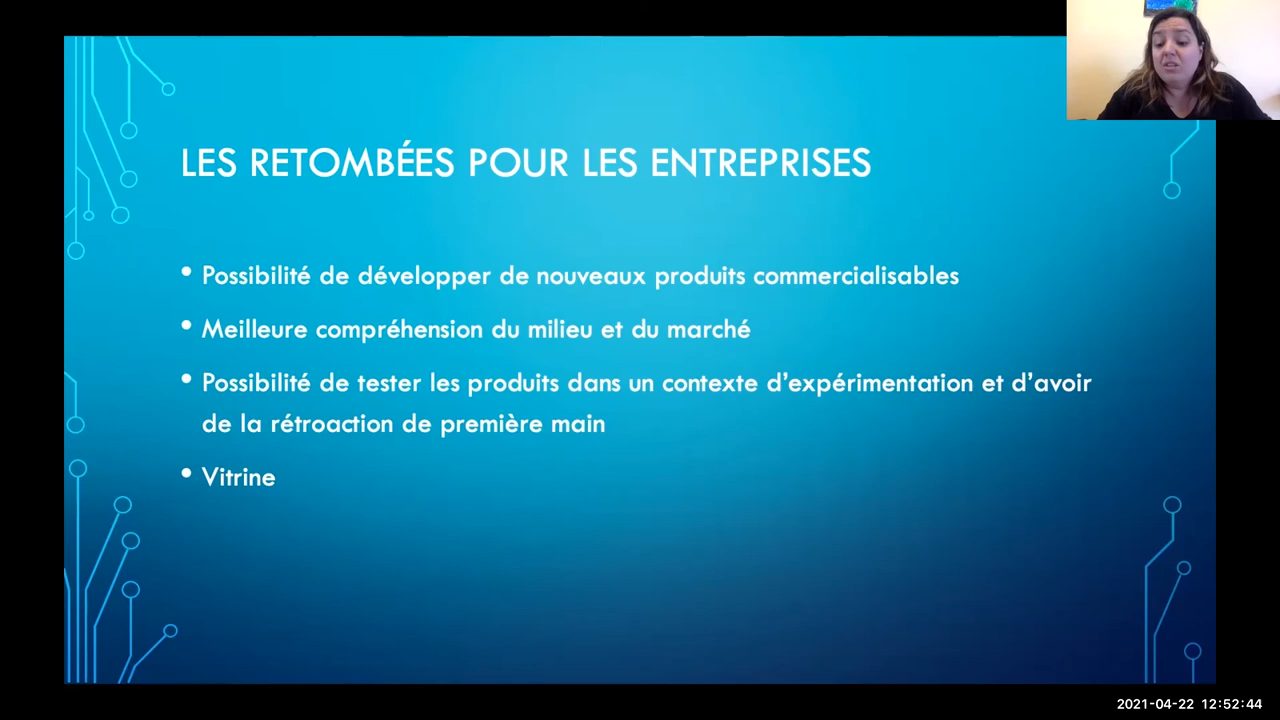 LES RETOMBÉES POUR LES ENTREPRISES
• Possibilité de développer de nouveaux produits commercialisables
• Meilleure compréhension du milieu et du marché
• Possibilité de tester les produits dans un contexte d’expérimentation et d’avoir
de la rétroaction de première main
• Vitrine
2021-04-22 12:52:44